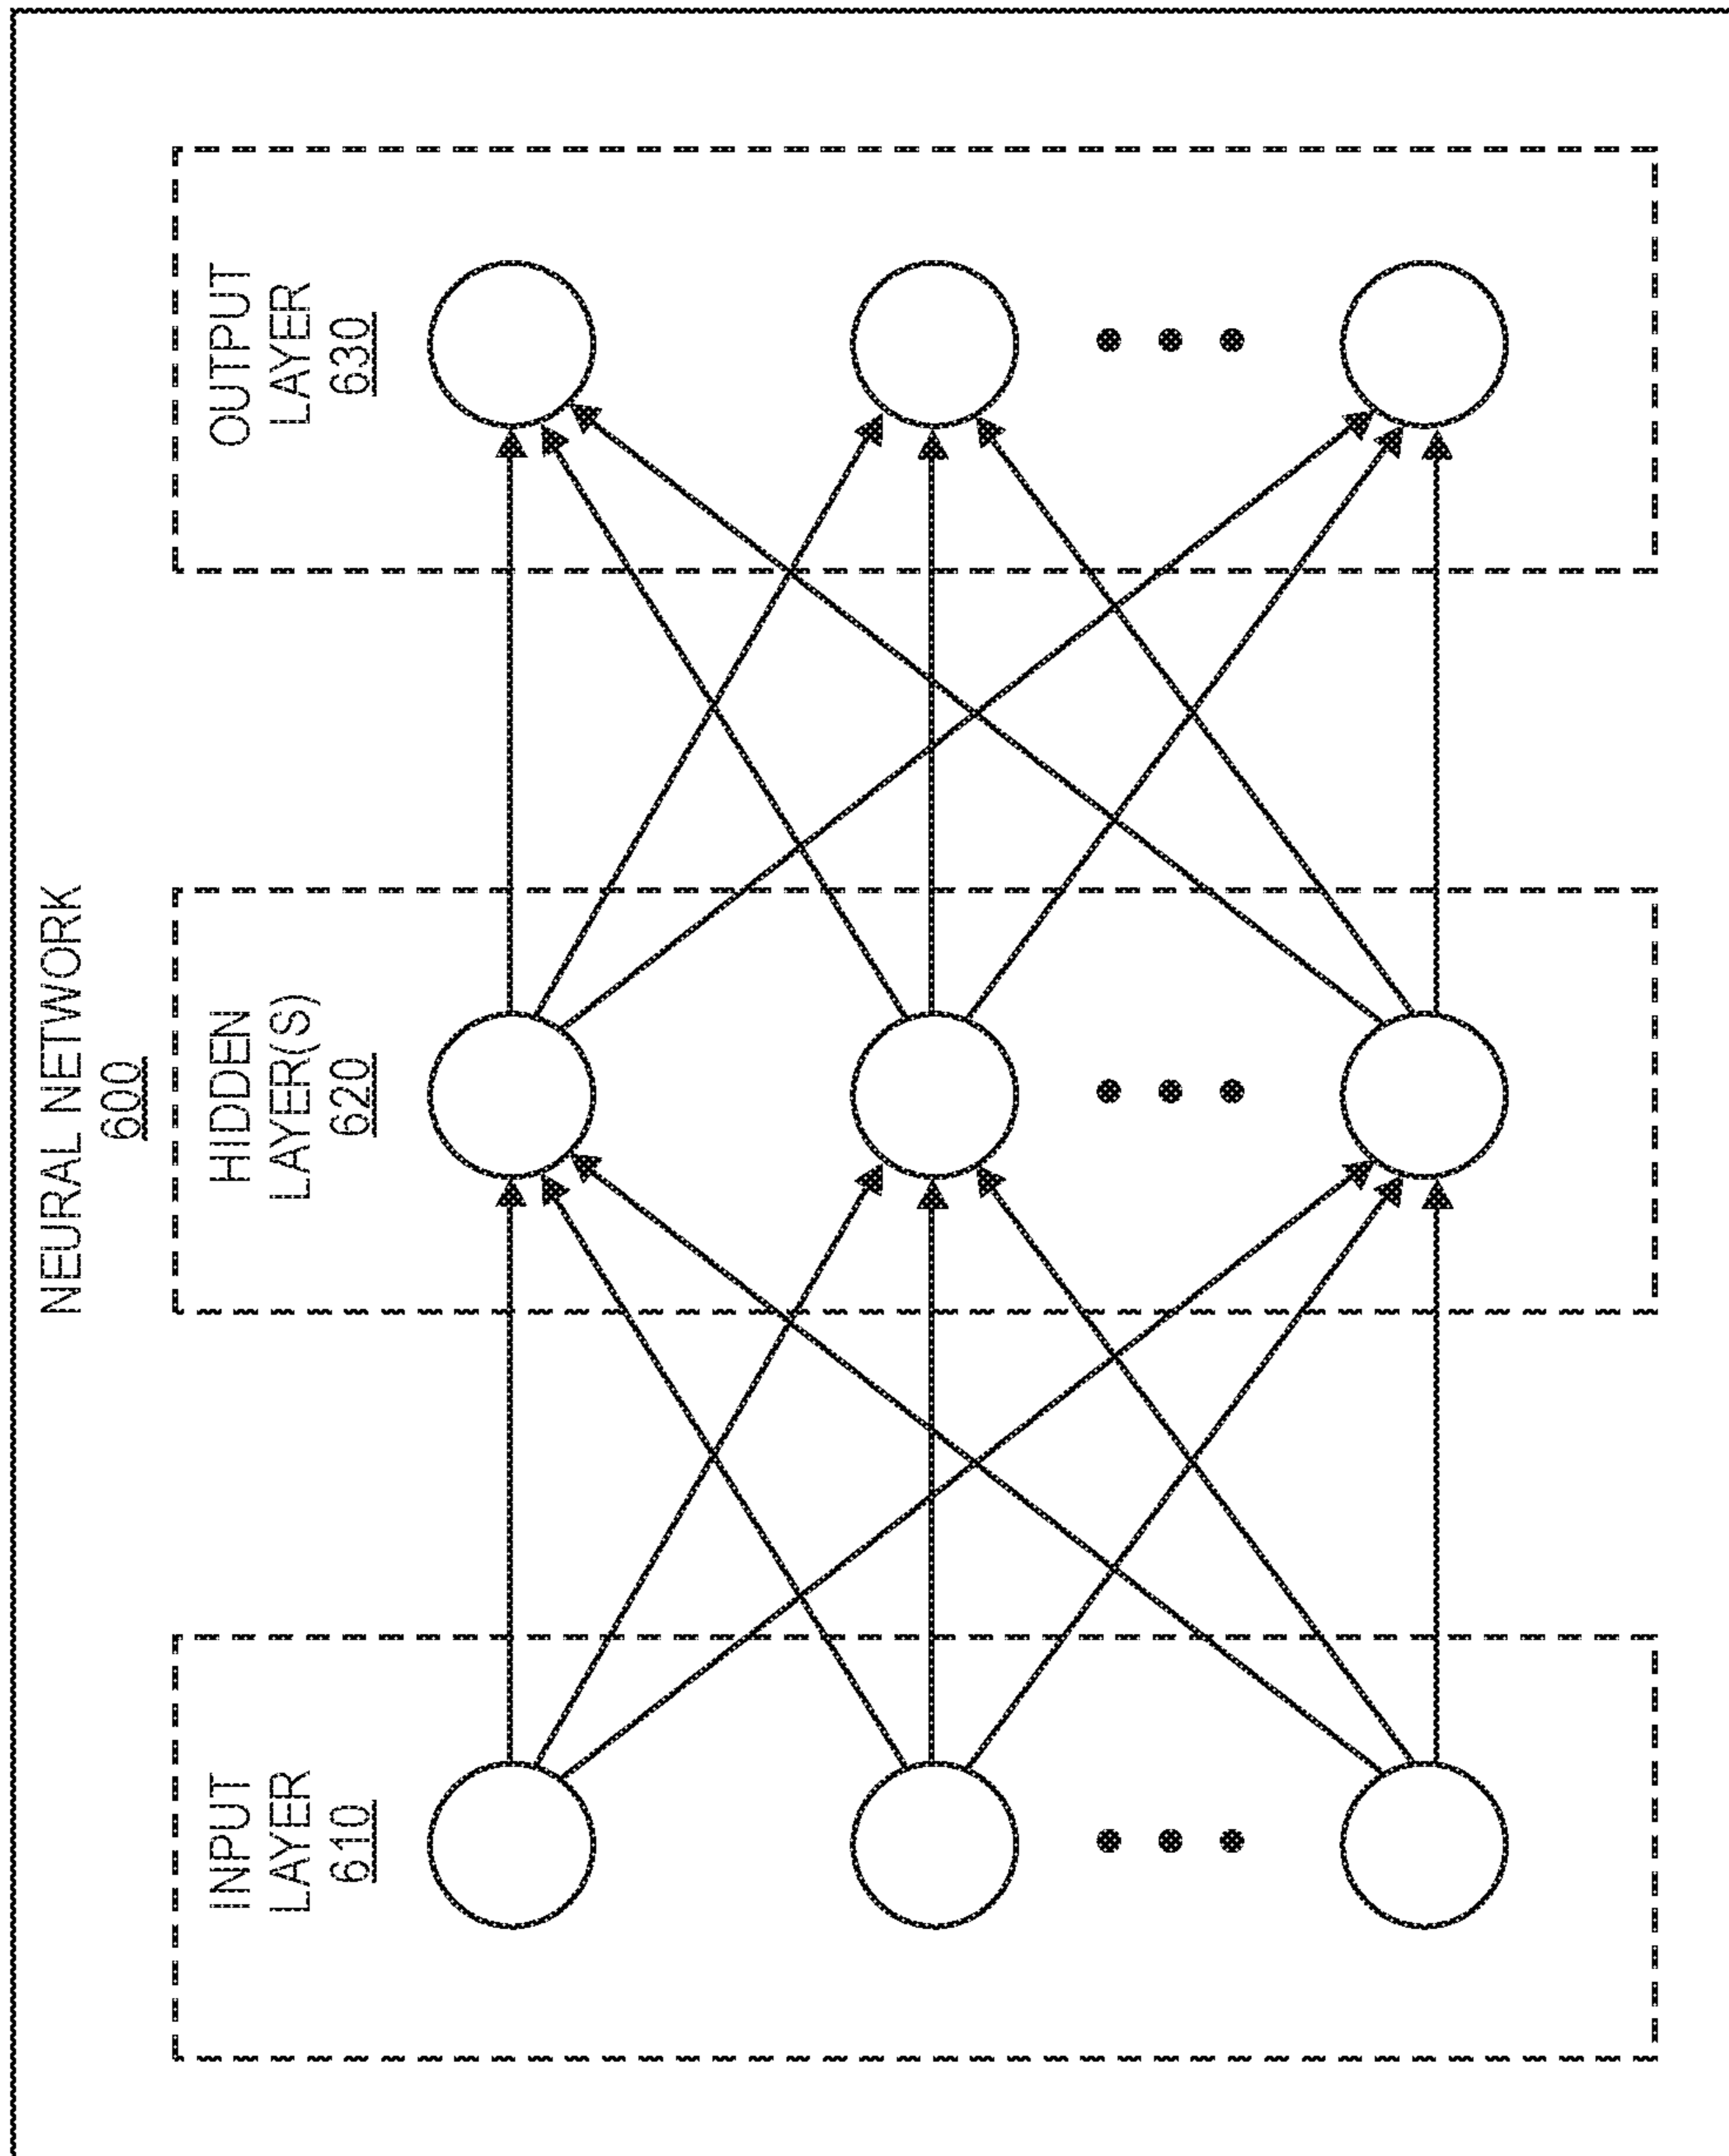 NEURAL NETWORK
600
INPUT
LAYER
610
HIDDEN
LAYER(S)
620
OUTPUT
LAYER
630